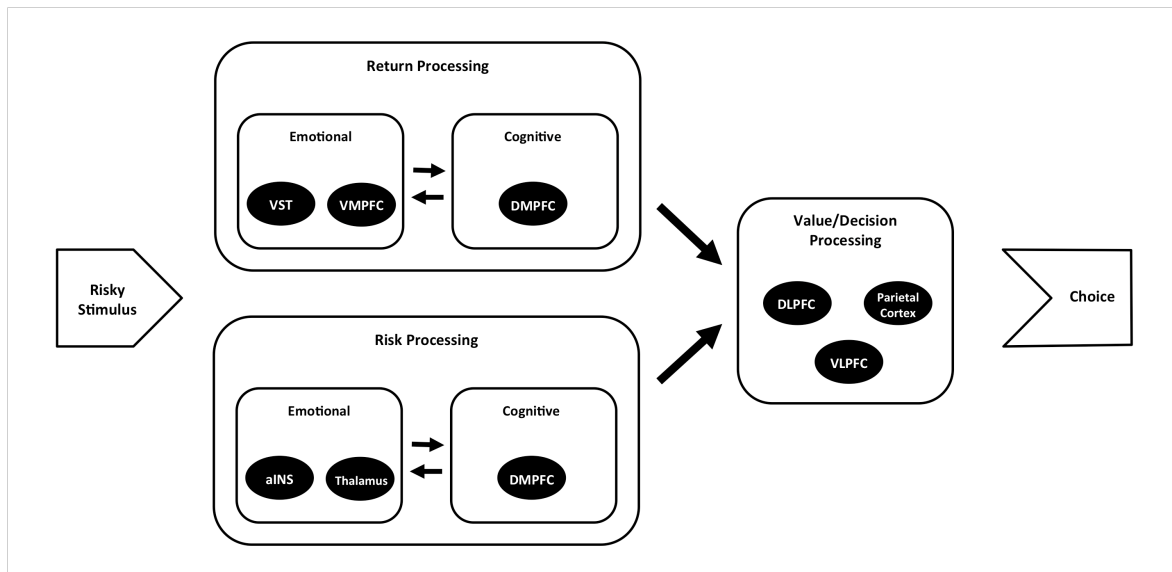 Risky
Stimulus
Return Processing
Emotional
VST
VMPFC
Cognitive
DMPFC
Risk Processing
Emotional
aINS
Thalamus
Cognitive
DMPFC
Value/Decision
Processing
DLPFC
Parietal
Cortex
VLPFC
Choice